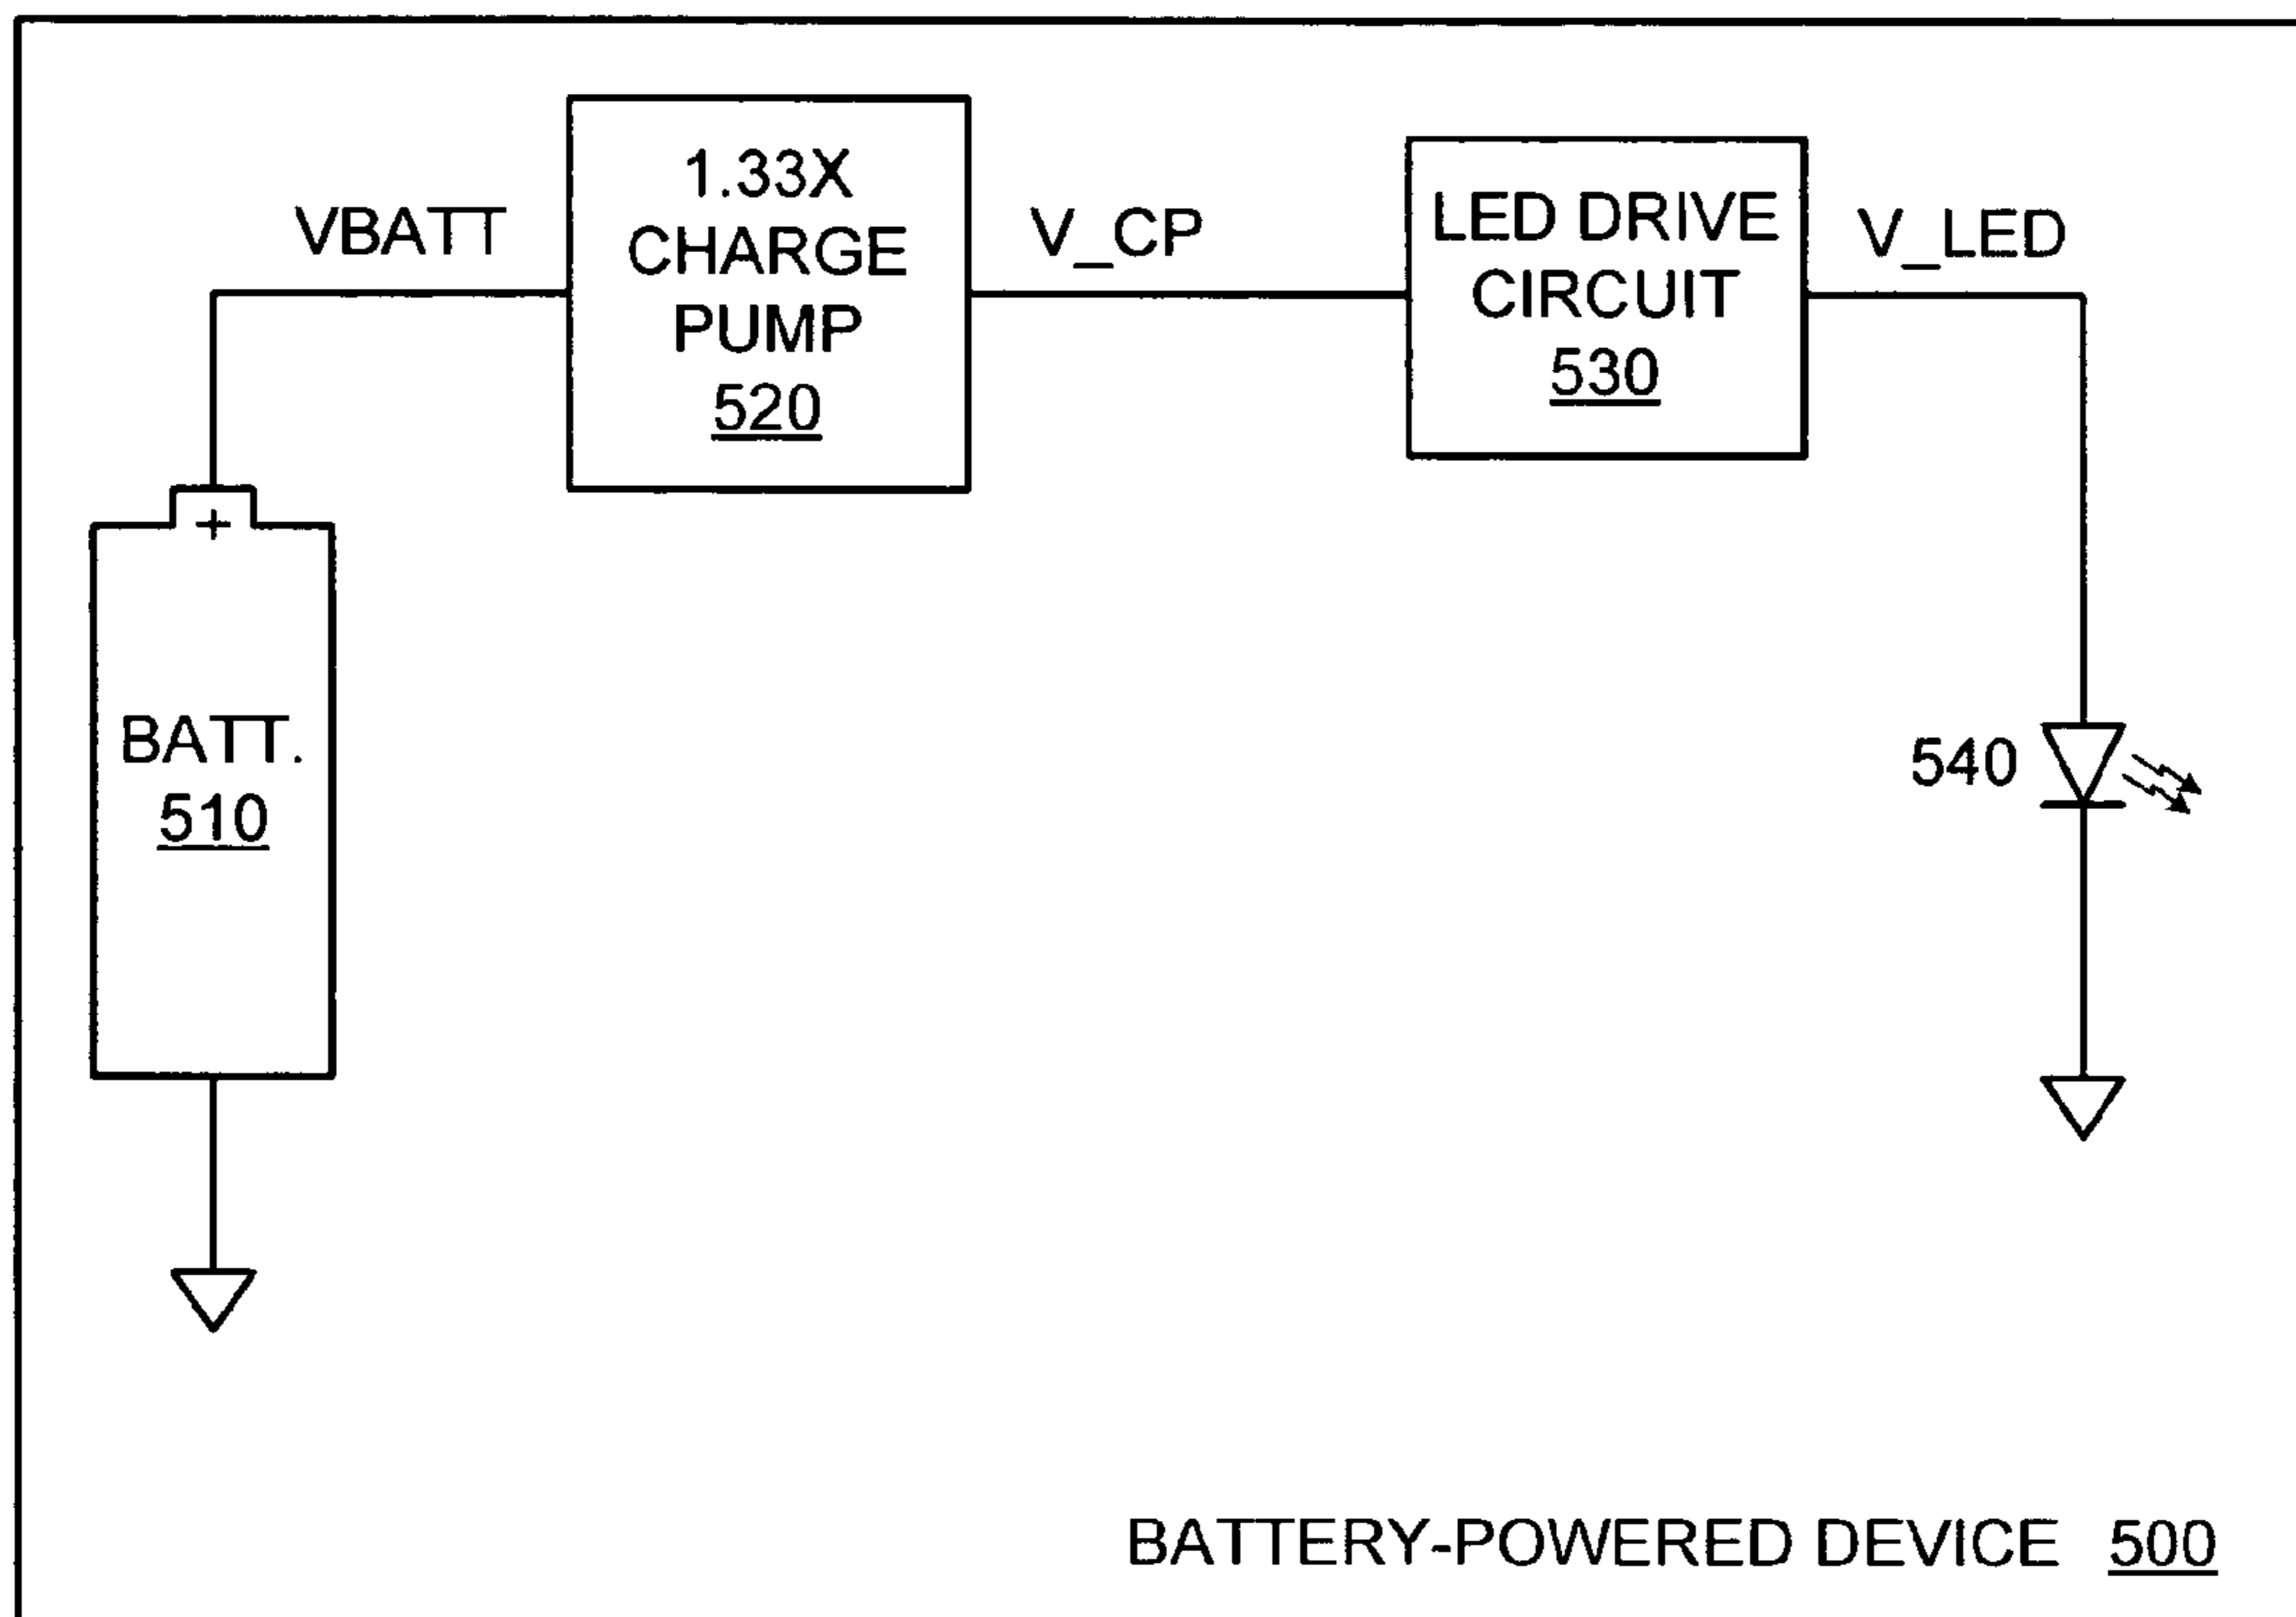 1.33X
CHARGE
PUMP
520
VBATT
V_CP
LED DRIVE
CIRCUIT
530
V_LED
+
BATT.
510
540
BATTERY-POWERED DEVICE 500